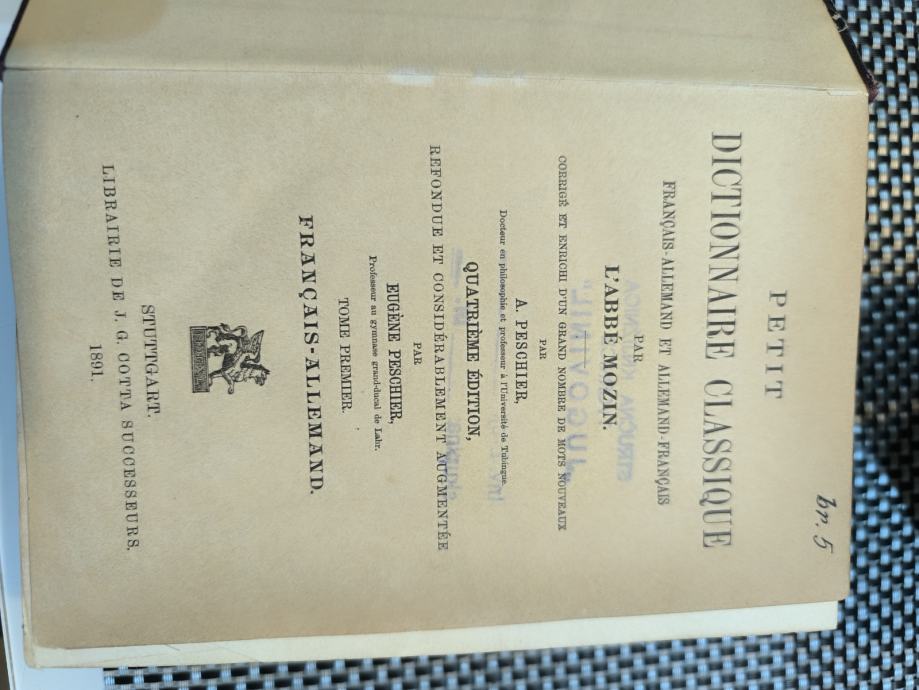 br. 5
PETIT
DICTIONNAIRE CLASSIQUE
FRANÇAIS-ALLEMAND ET ALLEMAND-FRANÇAIS
PAR
L'ABBÉ MOZIN.
CORRIGÉ ET ENRICHI D'UN GRAND NOMBRE DE MOTS NOUVEAUX
PAR
A. PESCHIER,
Docteur en philosophie et professeur à l'Université de Tubingue.
QUATRIÈME ÉDITION,
REFONDUE ET CONSIDÉRABLEMENT AUGMENTÉE
PAR
EUGÈNE PESCHIER,
Professeur au gymnase grand-ducal de Lahr.
TOME PREMIER.
FRANÇAIS-ALLEMAND.
STUTTGART.
LIBRAIRIE DE J. G. COTTA SUCCESSEURS.
1891.